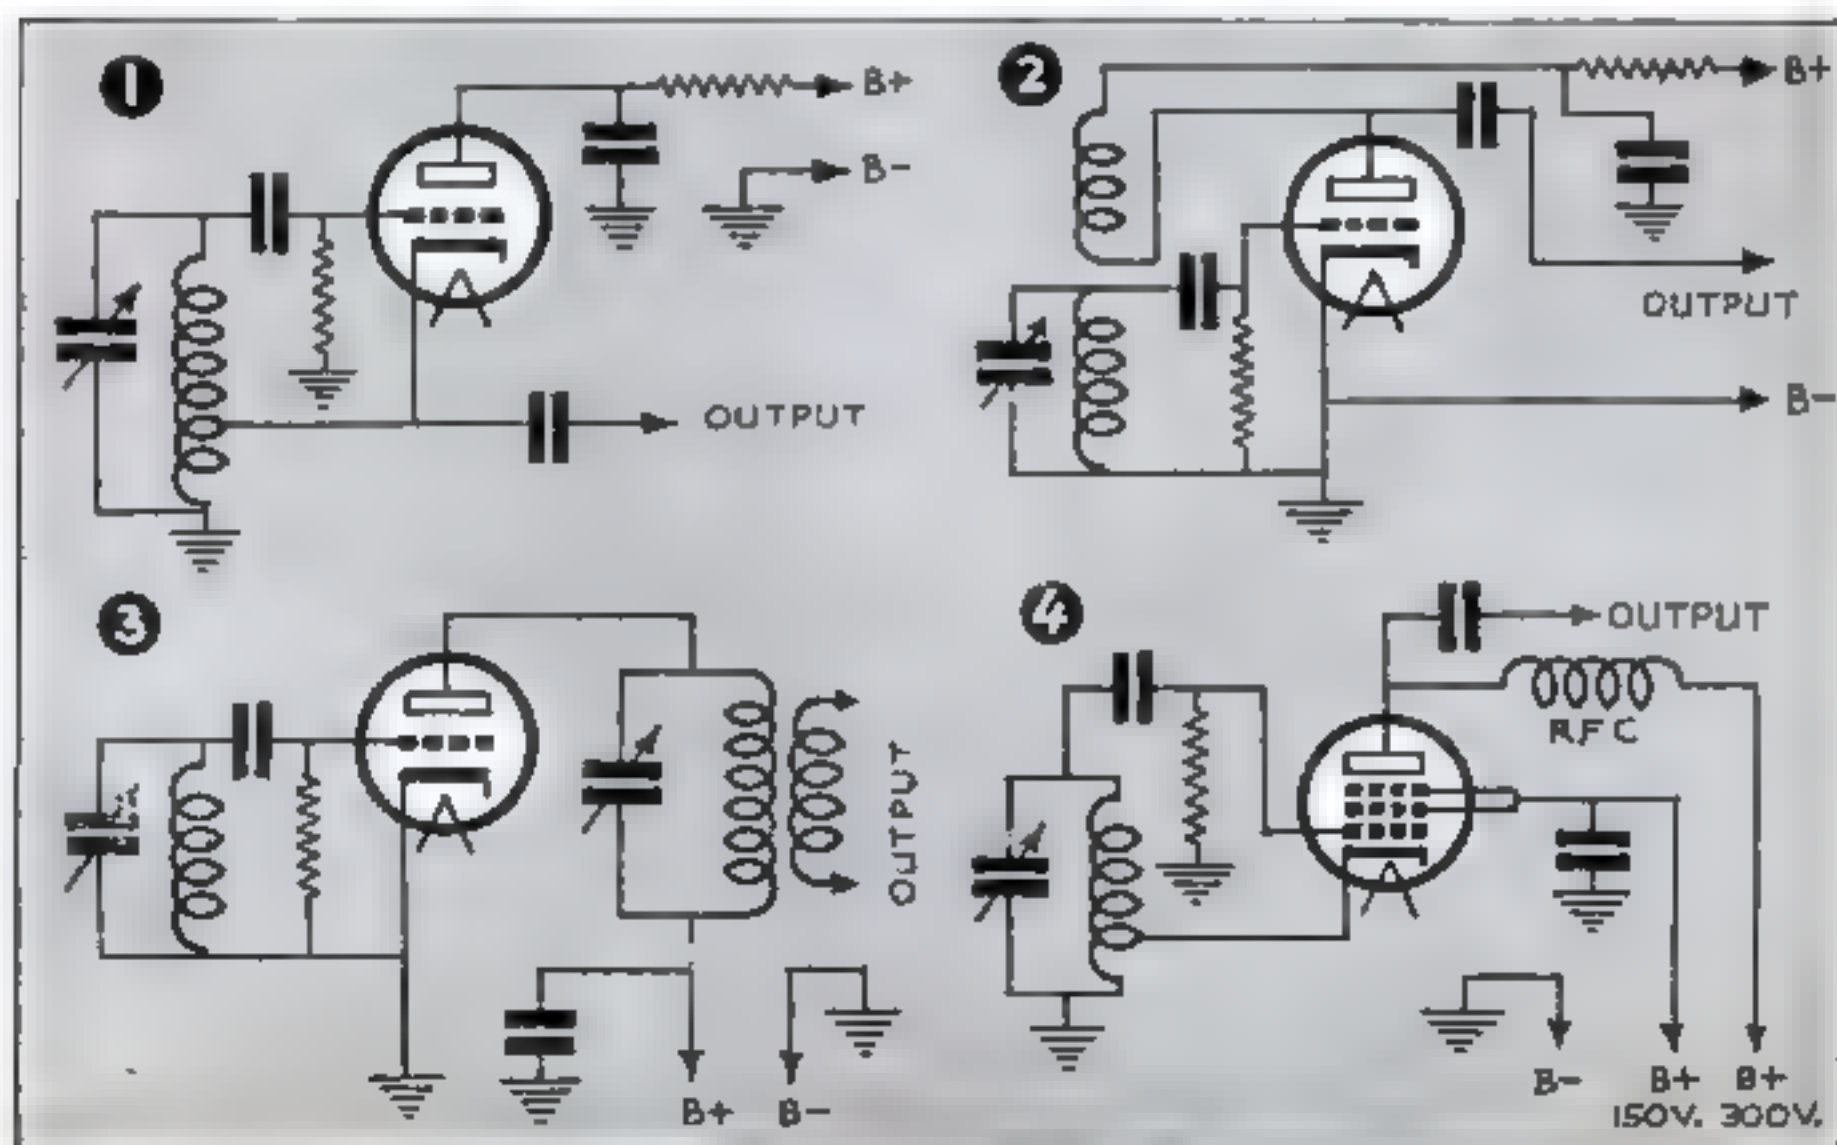 1
B+
B-
OUTPUT
2
B+
OUTPUT
B-
3
OUTPUT
B+ B-
4
OUTPUT
RFC
B- B+ B+
150V. 300V.